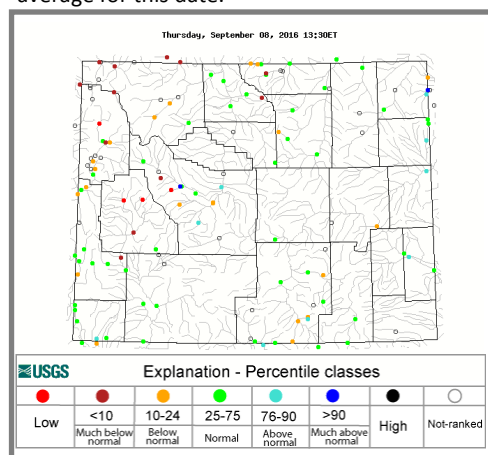 average for this date.
Thursday, September 08, 2016 13:30ET
USGS Explanation - Percentile classes
Low <10 10-24 25-75 76-90 >90 High Not-ranked
Much below normal Below normal Normal Above normal Much above normal